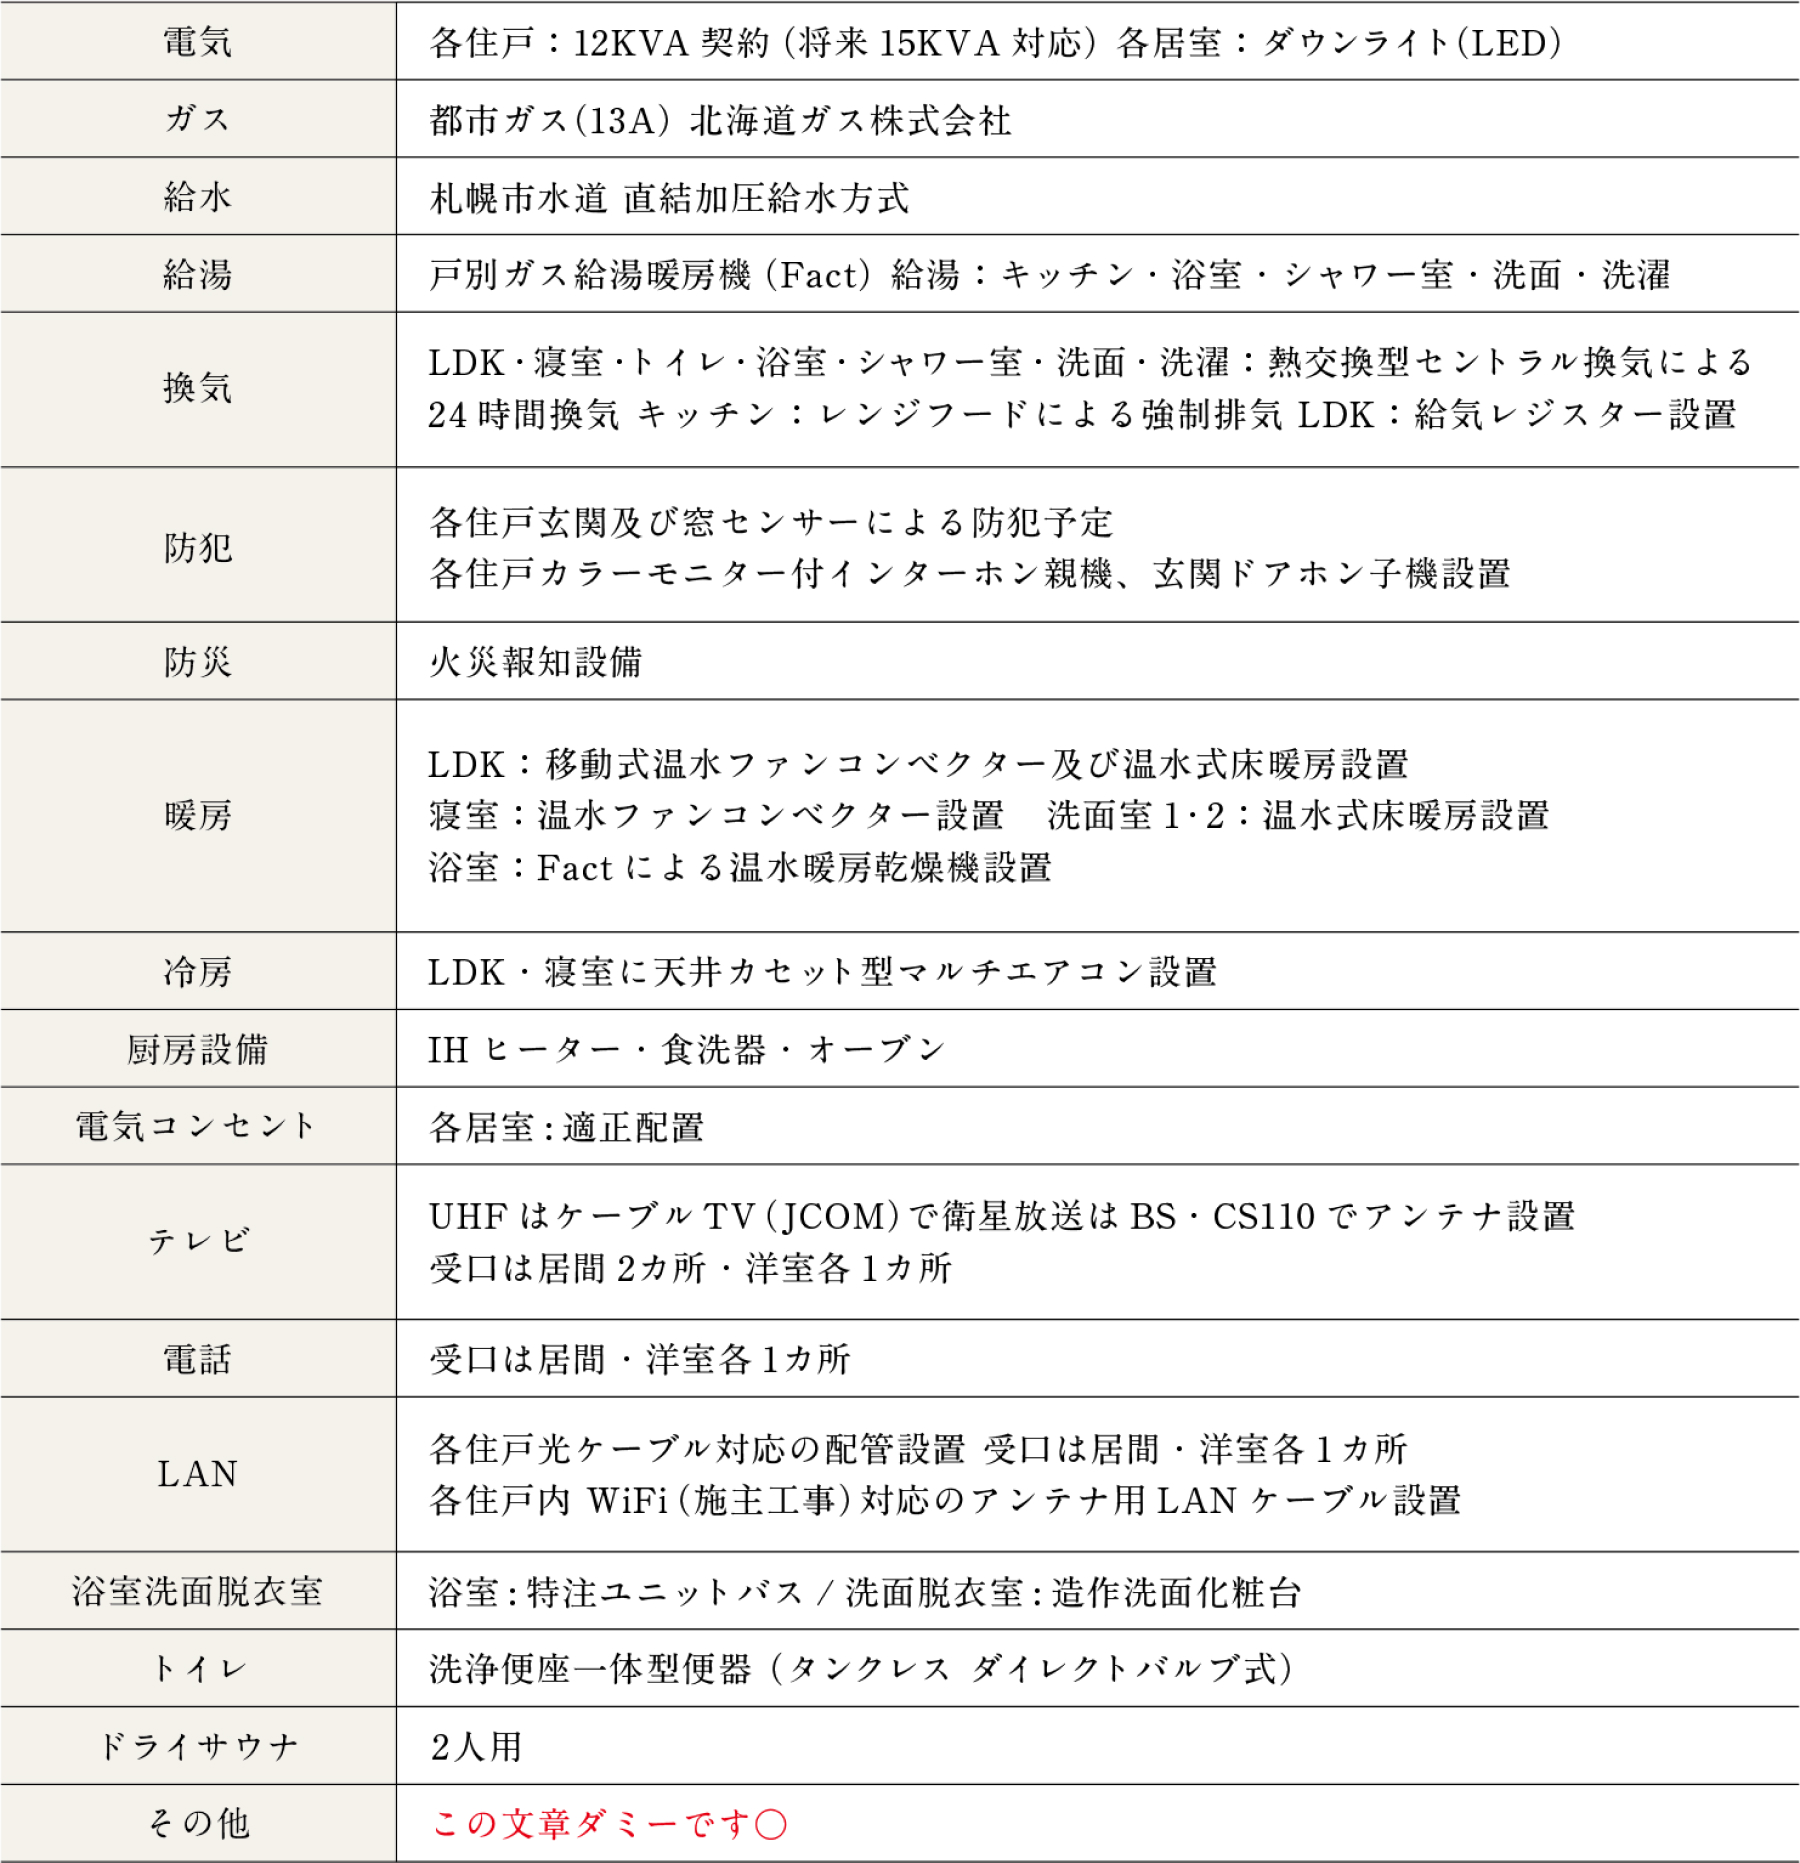 電気
各住戸：12KVA 契約（将来 15KVA 対応）各居室：ダウンライト（LED）
ガス
都市ガス（13A）北海道ガス株式会社
給水
札幌市水道 直結加圧給水方式
給湯
戸別ガス給湯暖房機（Fact）給湯：キッチン・浴室・シャワー室・洗面・洗濯
換気
LDK・寝室・トイレ・浴室・シャワー室・洗面・洗濯：熱交換型セントラル換気による
24 時間換気 キッチン：レンジフードによる強制排気 LDK：給気レジスター設置
防犯
各住戸玄関及び窓センサーによる防犯予定
各住戸カラーモニター付インターホン親機、玄関ドアホン子機設置
防災
火災報知設備
暖房
LDK：移動式温水ファンコンベクター及び温水式床暖房設置
寝室：温水ファンコンベクター設置　洗面室 1・2：温水式床暖房設置
浴室：Fact による温水暖房乾燥機設置
冷房
LDK・寝室に天井カセット型マルチエアコン設置
厨房設備
IH ヒーター・食洗器・オーブン
電気コンセント
各居室：適正配置
テレビ
UHF はケーブル TV（JCOM）で衛星放送は BS・CS110 でアンテナ設置
受口は居間 2カ所・洋室各 1カ所
電話
受口は居間・洋室各 1カ所
LAN
各住戸光ケーブル対応の配管設置 受口は居間・洋室各 1 カ所
各住戸内 WiFi（施主工事）対応のアンテナ用 LAN ケーブル設置
浴室洗面脱衣室
浴室：特注ユニットバス / 洗面脱衣室：造作洗面化粧台
トイレ
洗浄便座一体型便器（タンクレス ダイレクトバルブ式）
ドライサウナ
2人用
その他
この文章ダミーです〇